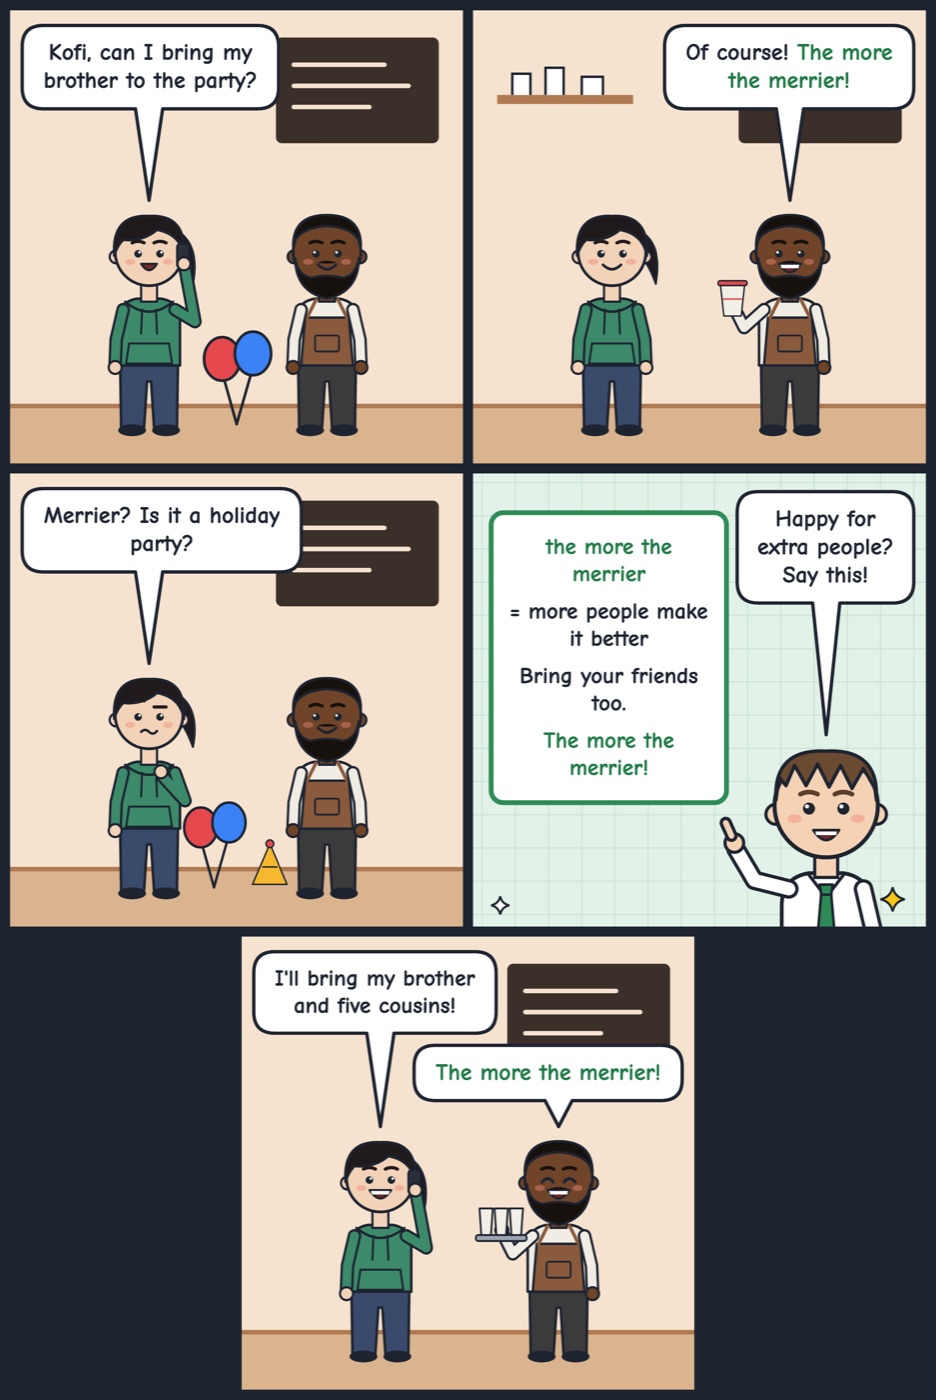 Kofi, can I bring my
brother to the party?
Of course! The more
the merrier!
Merrier? Is it a holiday
party?
the more the
merrier
= more people make
it better
Bring your friends
too.
The more the
merrier!
Happy for
extra people?
Say this!
I'll bring my brother
and five cousins!
The more the merrier!